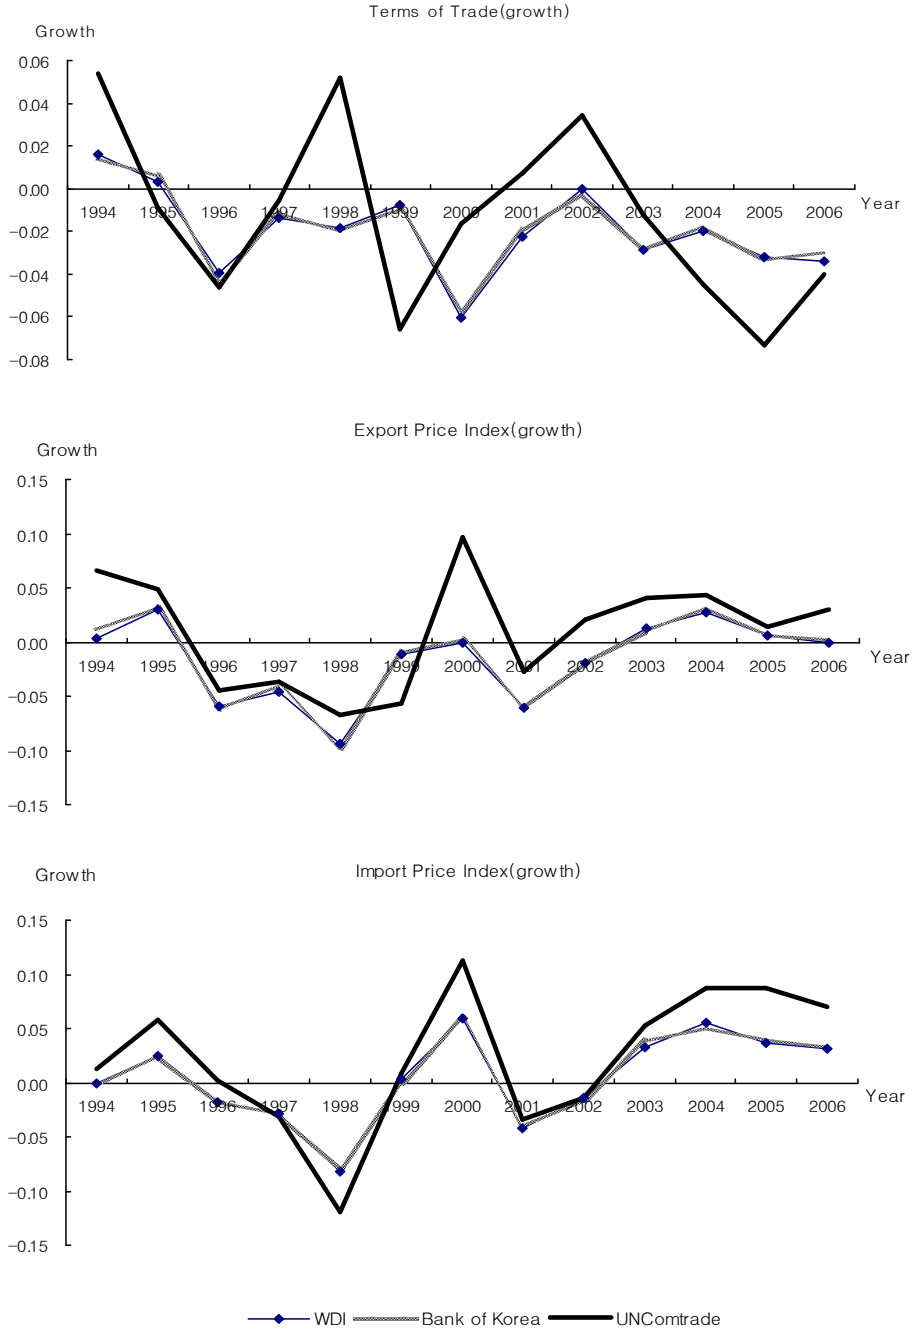 Terms of Trade(growth)
Growth
0.06
0.04
0.02
0.00
1994 1995 1996 1997 1998 1999 2000 2001 2002 2003 2004 2005 2006 Year
−0.02
−0.04
−0.06
−0.08
Export Price Index(growth)
Growth
0.15
0.10
0.05
0.00
1994 1995 1996 1997 1998 1999 2000 2001 2002 2003 2004 2005 2006 Year
−0.05
−0.10
−0.15
Import Price Index(growth)
Growth
0.15
0.10
0.05
0.00
1994 1995 1996 1997 1998 1999 2000 2001 2002 2003 2004 2005 2006 Year
−0.05
−0.10
−0.15
WDI Bank of Korea UNComtrade